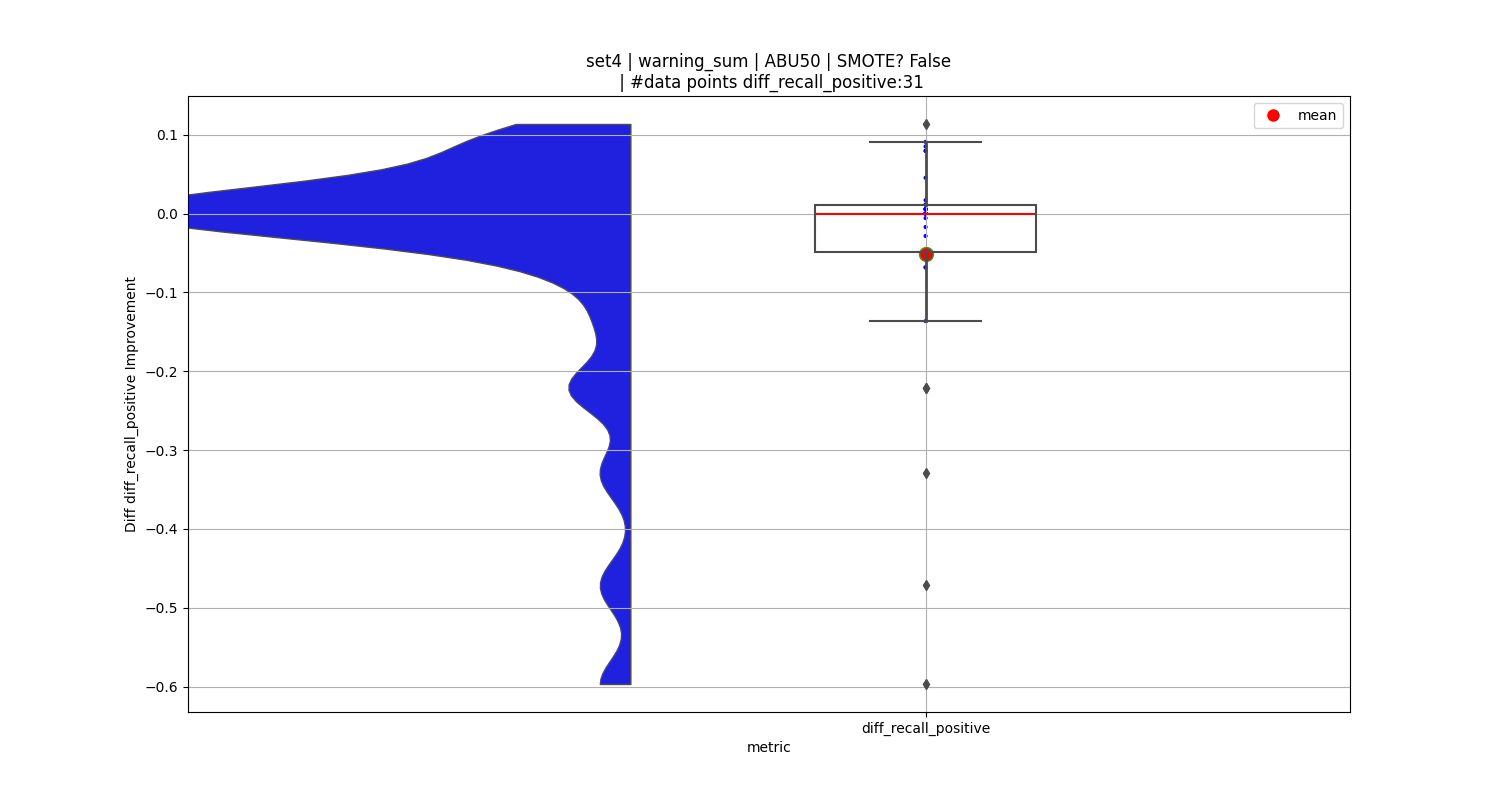 set4 | warning_sum | ABU50 | SMOTE? False
| #data points diff_recall_positive:31
mean
0.1
0.0
−0.1
−0.2
−0.3
−0.4
−0.5
−0.6
Diff diff_recall_positive Improvement
diff_recall_positive
metric